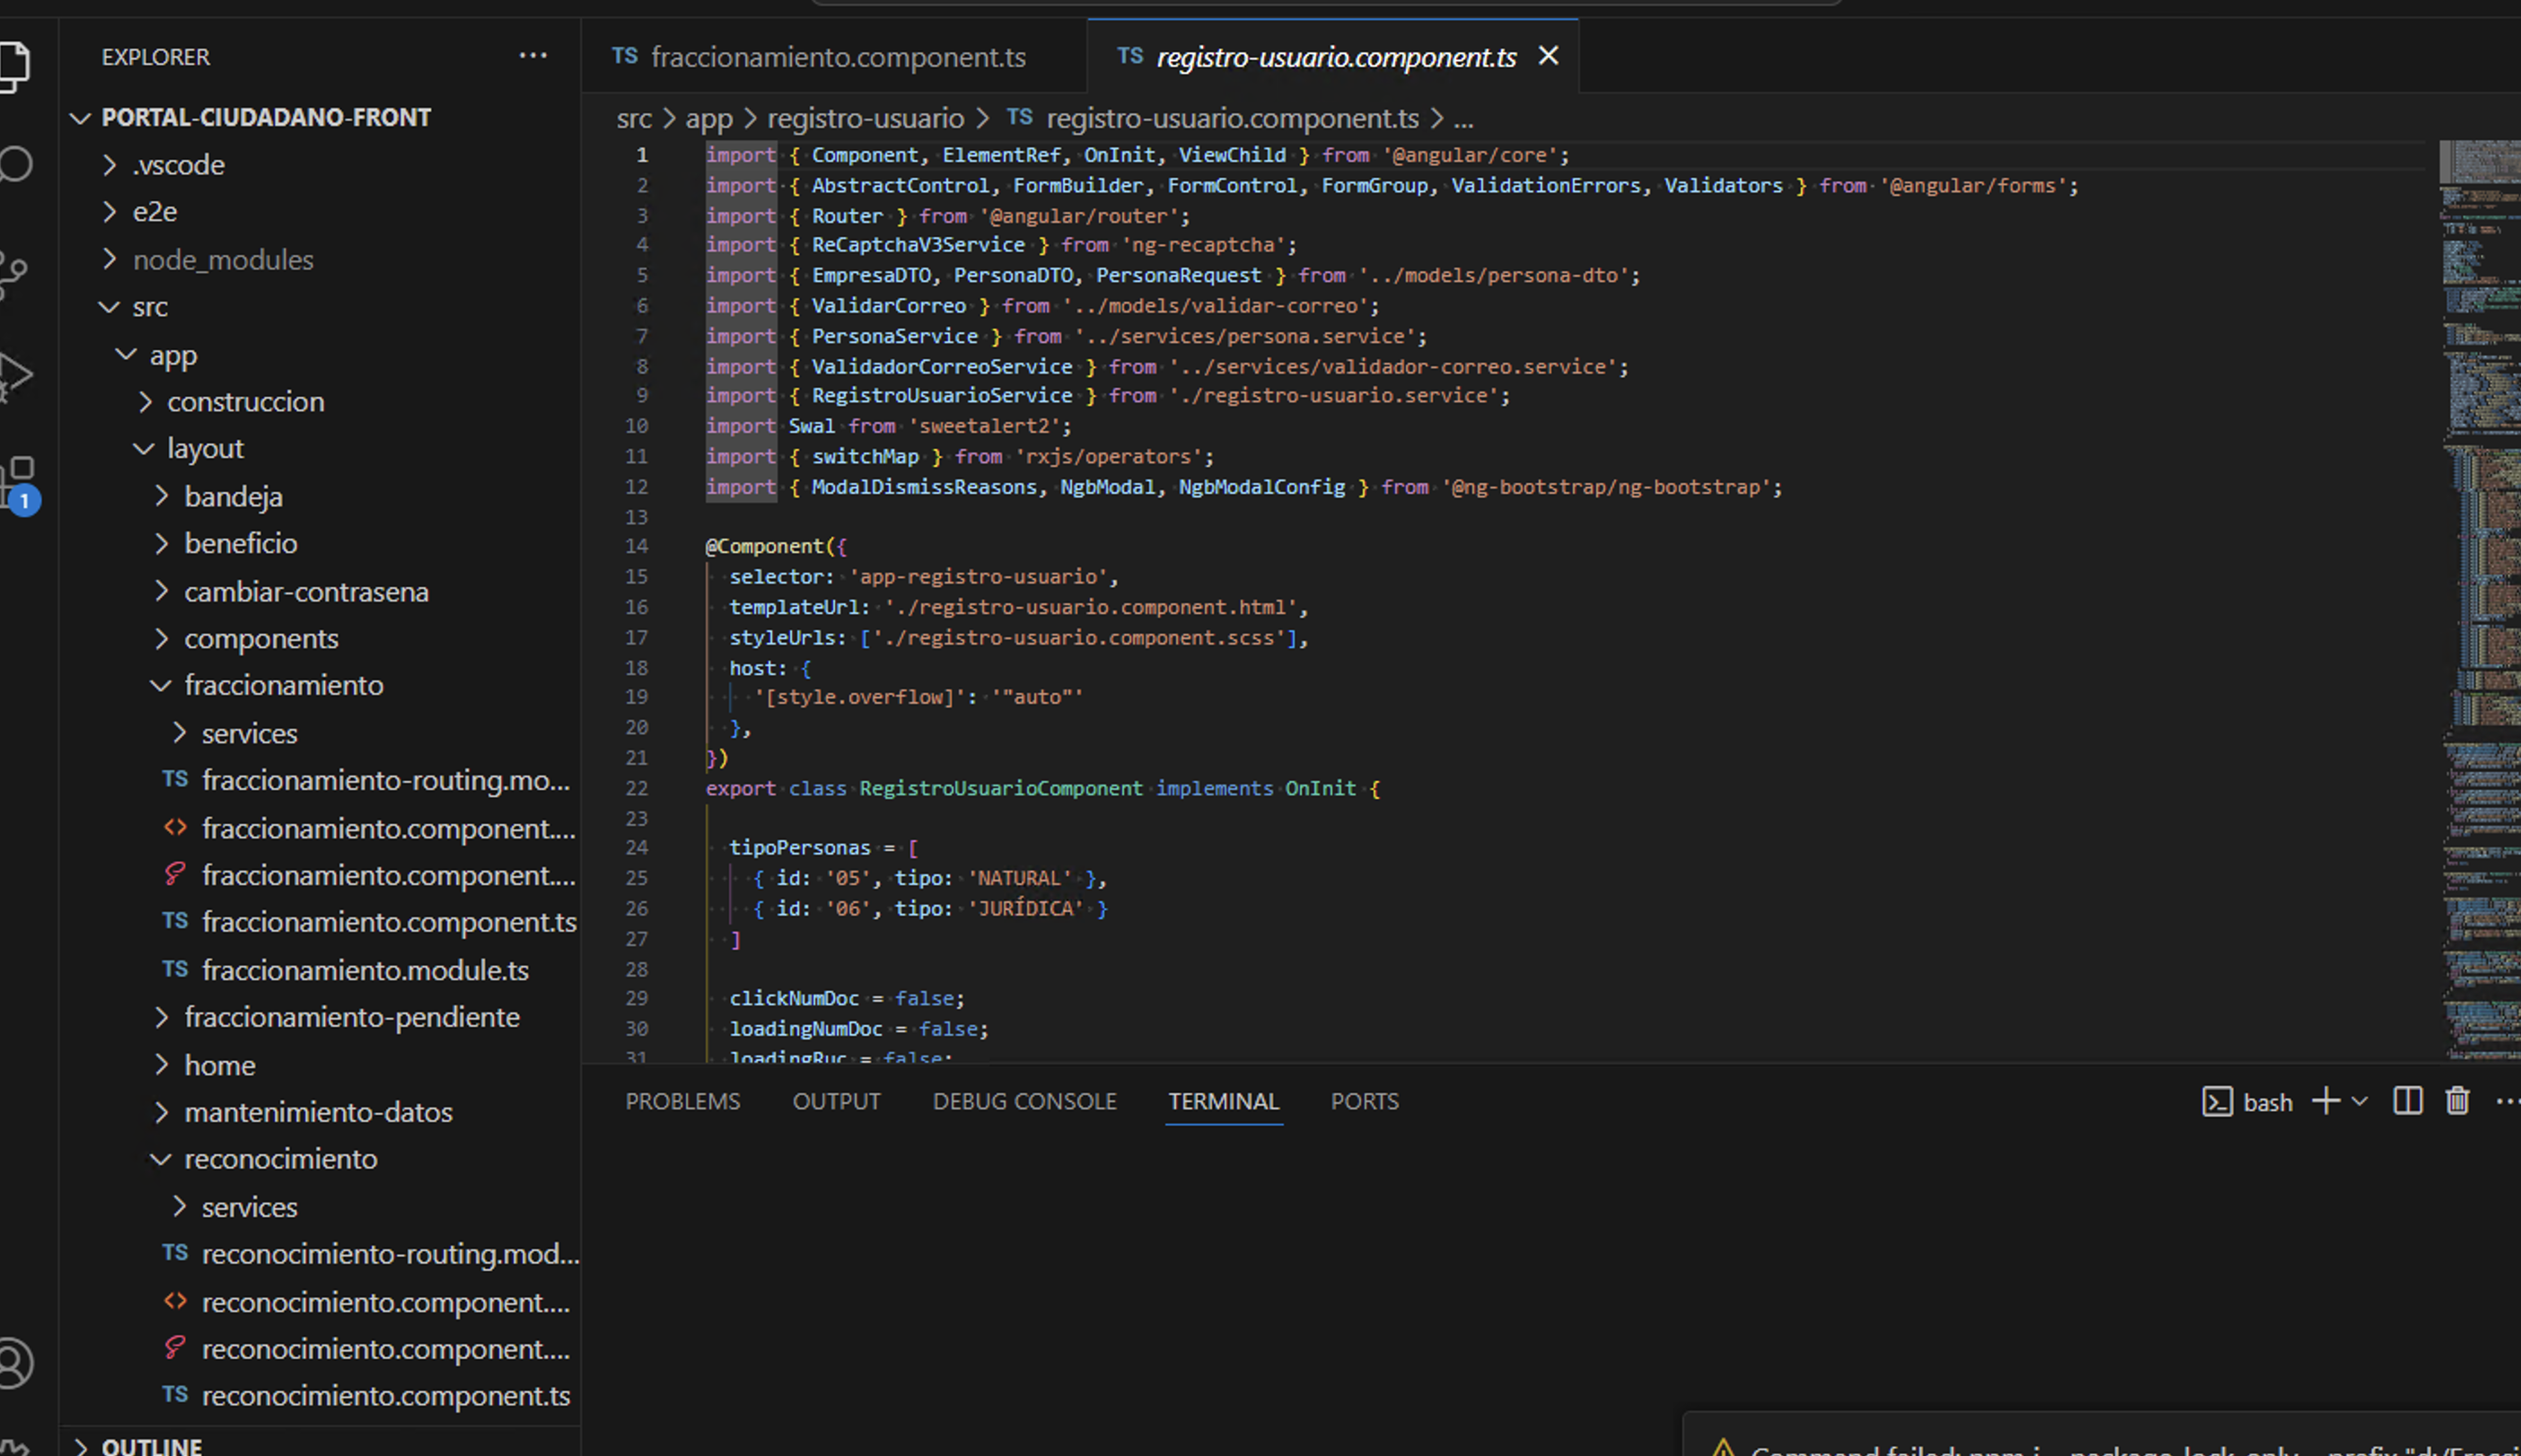 EXPLORER
PORTAL-CIUDADANO-FRONT
.vscode
e2e
node_modules
src
app
construccion
layout
bandeja
beneficio
cambiar-contrasena
components
fraccionamiento
services
TS fraccionamiento-routing.mo...
<> fraccionamiento.component....
fraccionamiento.component....
TS fraccionamiento.component.ts
TS fraccionamiento.module.ts
fraccionamiento-pendiente
home
mantenimiento-datos
reconocimiento
services
TS reconocimiento-routing.mod...
<> reconocimiento.component....
reconocimiento.component....
TS reconocimiento.component.ts
OUTLINE
1
TS fraccionamiento.component.ts
TS registro-usuario.component.ts
src > app > registro-usuario > TS registro-usuario.component.ts > ...
1 import { Component, ElementRef, OnInit, ViewChild } from '@angular/core';
2 import { AbstractControl, FormBuilder, FormControl, FormGroup, ValidationErrors, Validators } from '@angular/forms';
3 import { Router } from '@angular/router';
4 import { ReCaptchaV3Service } from 'ng-recaptcha';
5 import { EmpresaDTO, PersonaDTO, PersonaRequest } from '../models/persona-dto';
6 import { ValidarCorreo } from '../models/validar-correo';
7 import { PersonaService } from '../services/persona.service';
8 import { ValidadorCorreoService } from '../services/validador-correo.service';
9 import { RegistroUsuarioService } from './registro-usuario.service';
10 import Swal from 'sweetalert2';
11 import { switchMap } from 'rxjs/operators';
12 import { ModalDismissReasons, NgbModal, NgbModalConfig } from '@ng-bootstrap/ng-bootstrap';
13
14 @Component({
15 selector: 'app-registro-usuario',
16 templateUrl: './registro-usuario.component.html',
17 styleUrls: ['./registro-usuario.component.scss'],
18 host: {
19 '[style.overflow]': '"auto"'
20 },
21 })
22 export class RegistroUsuarioComponent implements OnInit {
23
24 tipoPersonas = [
25 { id: '05', tipo: 'NATURAL' },
26 { id: '06', tipo: 'JURÍDICA' }
27 ]
28
29 clickNumDoc = false;
30 loadingNumDoc = false;
31 loadingRuc = false;
PROBLEMS OUTPUT DEBUG CONSOLE TERMINAL PORTS
bash
Command failed: npm i --package-lock-only --prefix "d:/Fracci